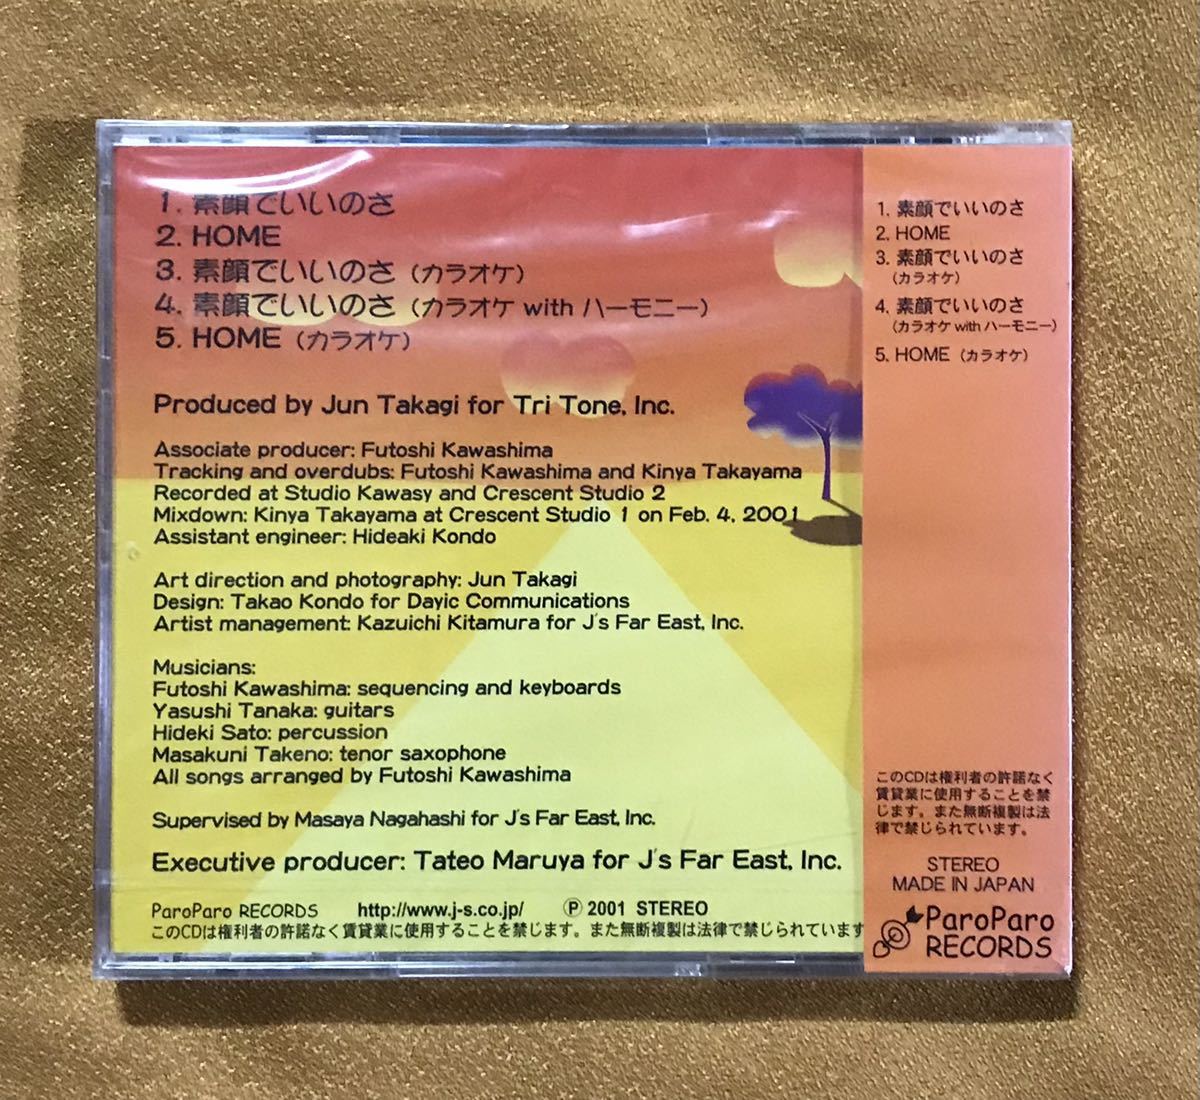 1. 素顔でいいのさ
2. HOME
3. 素顔でいいのさ（カラオケ）
4. 素顔でいいのさ（カラオケ with ハーモニー）
5. HOME（カラオケ）
Produced by Jun Takagi for Tri Tone, Inc.
Associate producer: Futoshi Kawashima
Tracking and overdubs: Futoshi Kawashima and Kinya Takayama
Recorded at Studio Kawasy and Crescent Studio 2
Mixdown: Kinya Takayama at Crescent Studio 1 on Feb. 4, 2001
Assistant engineer: Hideaki Kondo
Art direction and photography: Jun Takagi
Design: Takao Kondo for Dayic Communications
Artist management: Kazuichi Kitamura for J's Far East, Inc.
Musicians:
Futoshi Kawashima: sequencing and keyboards
Yasushi Tanaka: guitars
Hideki Sato: percussion
Masakuni Takeno: tenor saxophone
All songs arranged by Futoshi Kawashima
Supervised by Masaya Nagahashi for J's Far East, Inc.
Executive producer: Tateo Maruya for J's Far East, Inc.
ParoParo RECORDS http://www.j-s.co.jp/ Ⓟ 2001 STEREO
このCDは権利者の許諾なく賃貸業に使用することを禁じます。また無断複製は法律で禁じられています
1. 素顔でいいのさ
2. HOME
3. 素顔でいいのさ
（カラオケ）
4. 素顔でいいのさ
（カラオケ with ハーモニー）
5. HOME（カラオケ）
このCDは権利者の許諾なく
賃貸業に使用することを禁
じます。また無断複製は法
律で禁じられています。
STEREO
MADE IN JAPAN
ParoParo
RECORDS